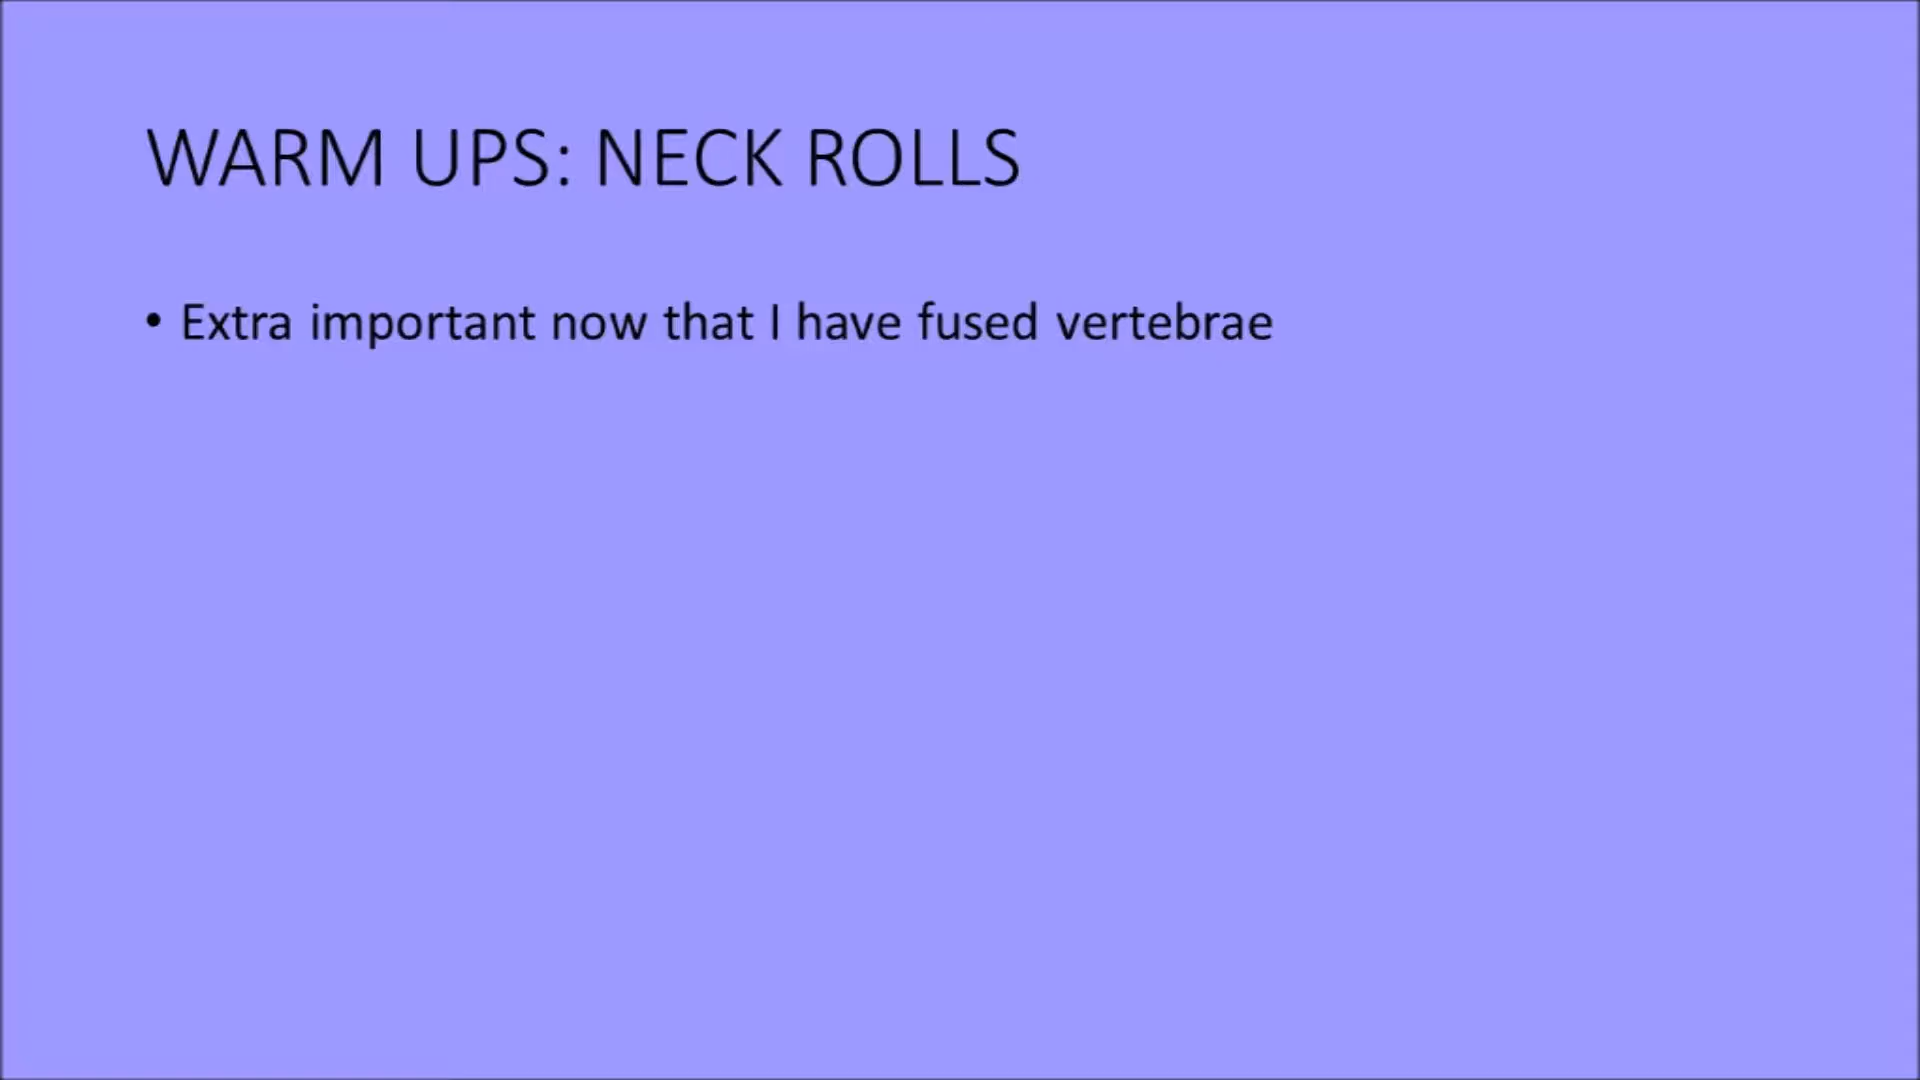 WARM UPS: NECK ROLLS
• Extra important now that I have fused vertebrae